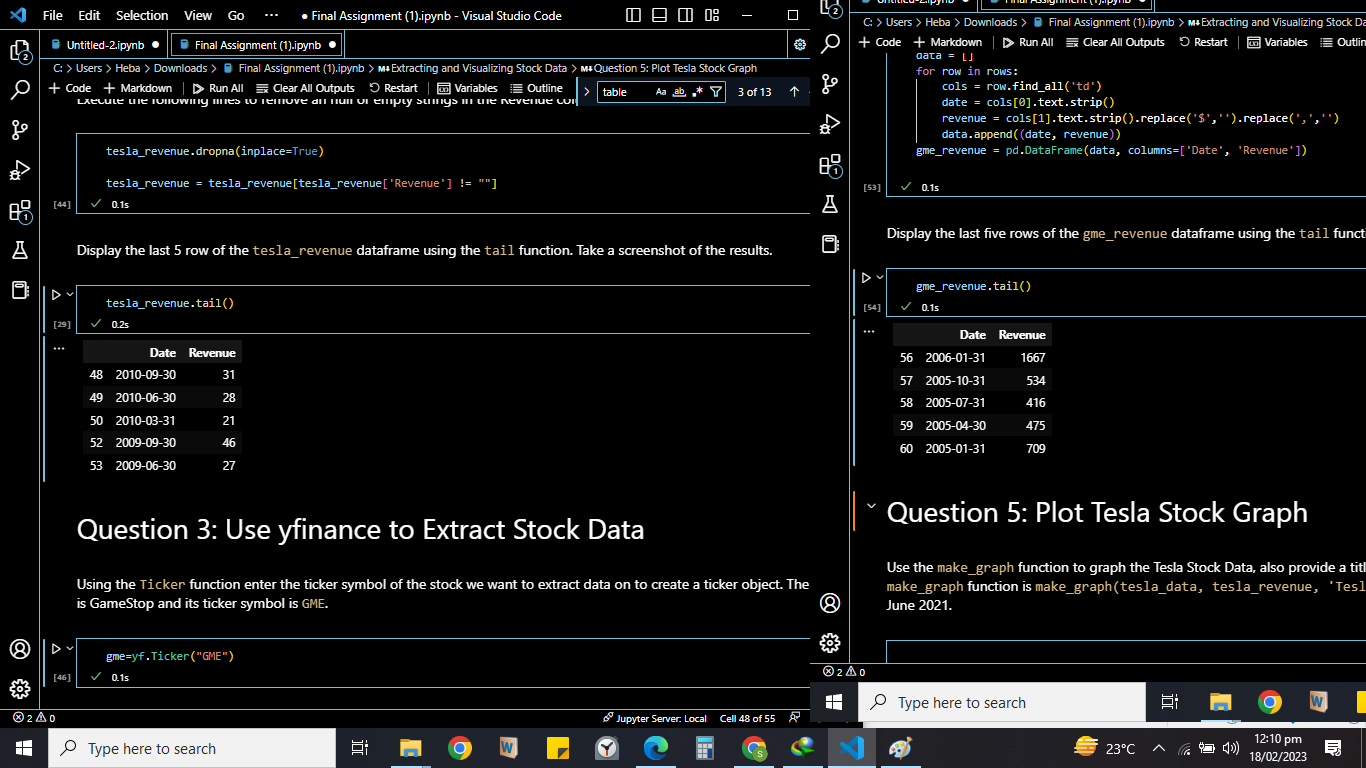 File Edit Selection View Go ··· ● Final Assignment (1).ipynb - Visual Studio Code
Untitled-2.ipynb ● Final Assignment (1).ipynb ●
C: > Users > Heba > Downloads > Final Assignment (1).ipynb > Extracting and Visualizing Stock Data > Question 5: Plot Tesla Stock Graph
+ Code + Markdown Run All Clear All Outputs Restart Variables Outline
table Aa ab 3 of 13
Execute the following lines to remove an null or empty strings in the Revenue
tesla_revenue.dropna(inplace=True)
tesla_revenue = tesla_revenue[tesla_revenue['Revenue'] != ""]
[44] 0.1s
Display the last 5 row of the tesla_revenue dataframe using the tail function. Take a screenshot of the results.
tesla_revenue.tail()
[29] 0.2s
Date Revenue
48 2010-09-30 31
49 2010-06-30 28
50 2010-03-31 21
52 2009-09-30 46
53 2009-06-30 27
Question 3: Use yfinance to Extract Stock Data
Using the Ticker function enter the ticker symbol of the stock we want to extract data on to create a ticker object. The
is GameStop and its ticker symbol is GME.
gme=yf.Ticker("GME")
[46] 0.1s
2 0 Jupyter Server: Local Cell 48 of 55
Type here to search
2
1
Untitled-2.ipynb ● Final Assignment (1).ipynb ●
C: > Users > Heba > Downloads > Final Assignment (1).ipynb > Extracting and Visualizing Stock Da
+ Code + Markdown Run All Clear All Outputs Restart Variables Outlin
data = []
for row in rows:
cols = row.find_all('td')
date = cols[0].text.strip()
revenue = cols[1].text.strip().replace('$','').replace(',','')
data.append((date, revenue))
gme_revenue = pd.DataFrame(data, columns=['Date', 'Revenue'])
[53] 0.1s
Display the last five rows of the gme_revenue dataframe using the tail funct
gme_revenue.tail()
[54] 0.1s
Date Revenue
56 2006-01-31 1667
57 2005-10-31 534
58 2005-07-31 416
59 2005-04-30 475
60 2005-01-31 709
Question 5: Plot Tesla Stock Graph
Use the make_graph function to graph the Tesla Stock Data, also provide a titl
make_graph function is make_graph(tesla_data, tesla_revenue, 'Tesl
June 2021.
2 0
Type here to search
2
1
23°C
12:10 pm
18/02/2023